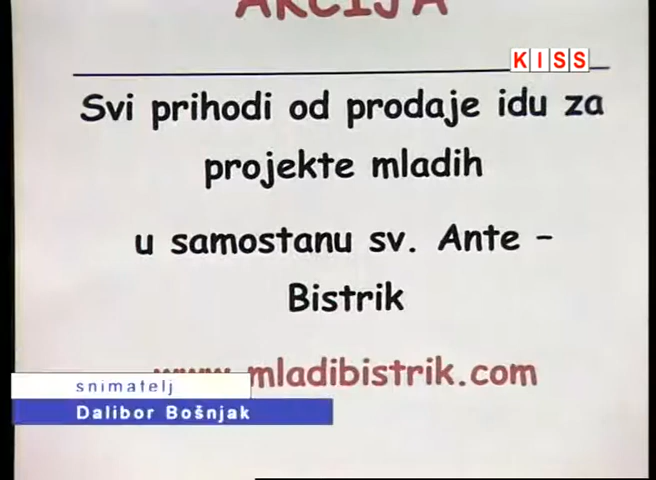 AKCIJA
KISS
Svi prihodi od prodaje idu za
projekte mladih
u samostanu sv. Ante –
Bistrik
www.mladibistrik.com
snimatelj
Dalibor Bošnjak